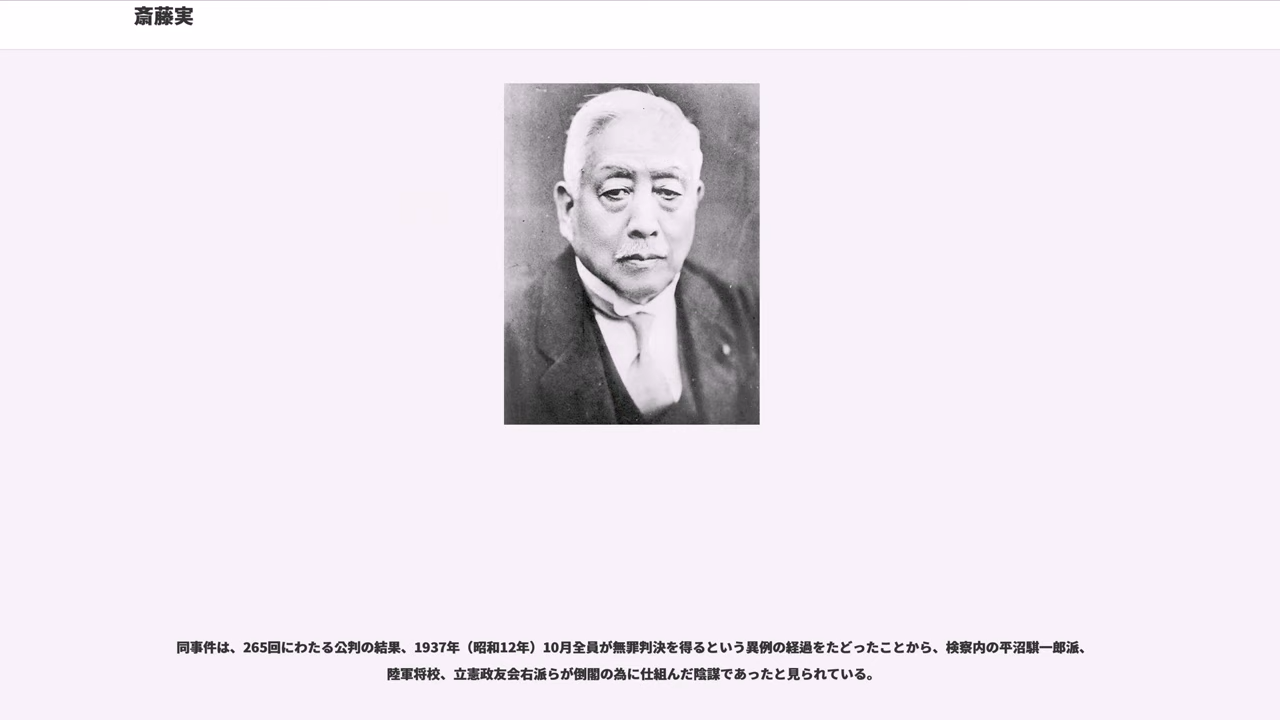 斎藤実
同事件は、265回にわたる公判の結果、1937年（昭和12年）10月全員が無罪判決を得るという異例の経過をたどったことから、検察内の平沼騏一郎派、
陸軍将校、立憲政友会右派らが倒閣の為に仕組んだ陰謀であったと見られている。